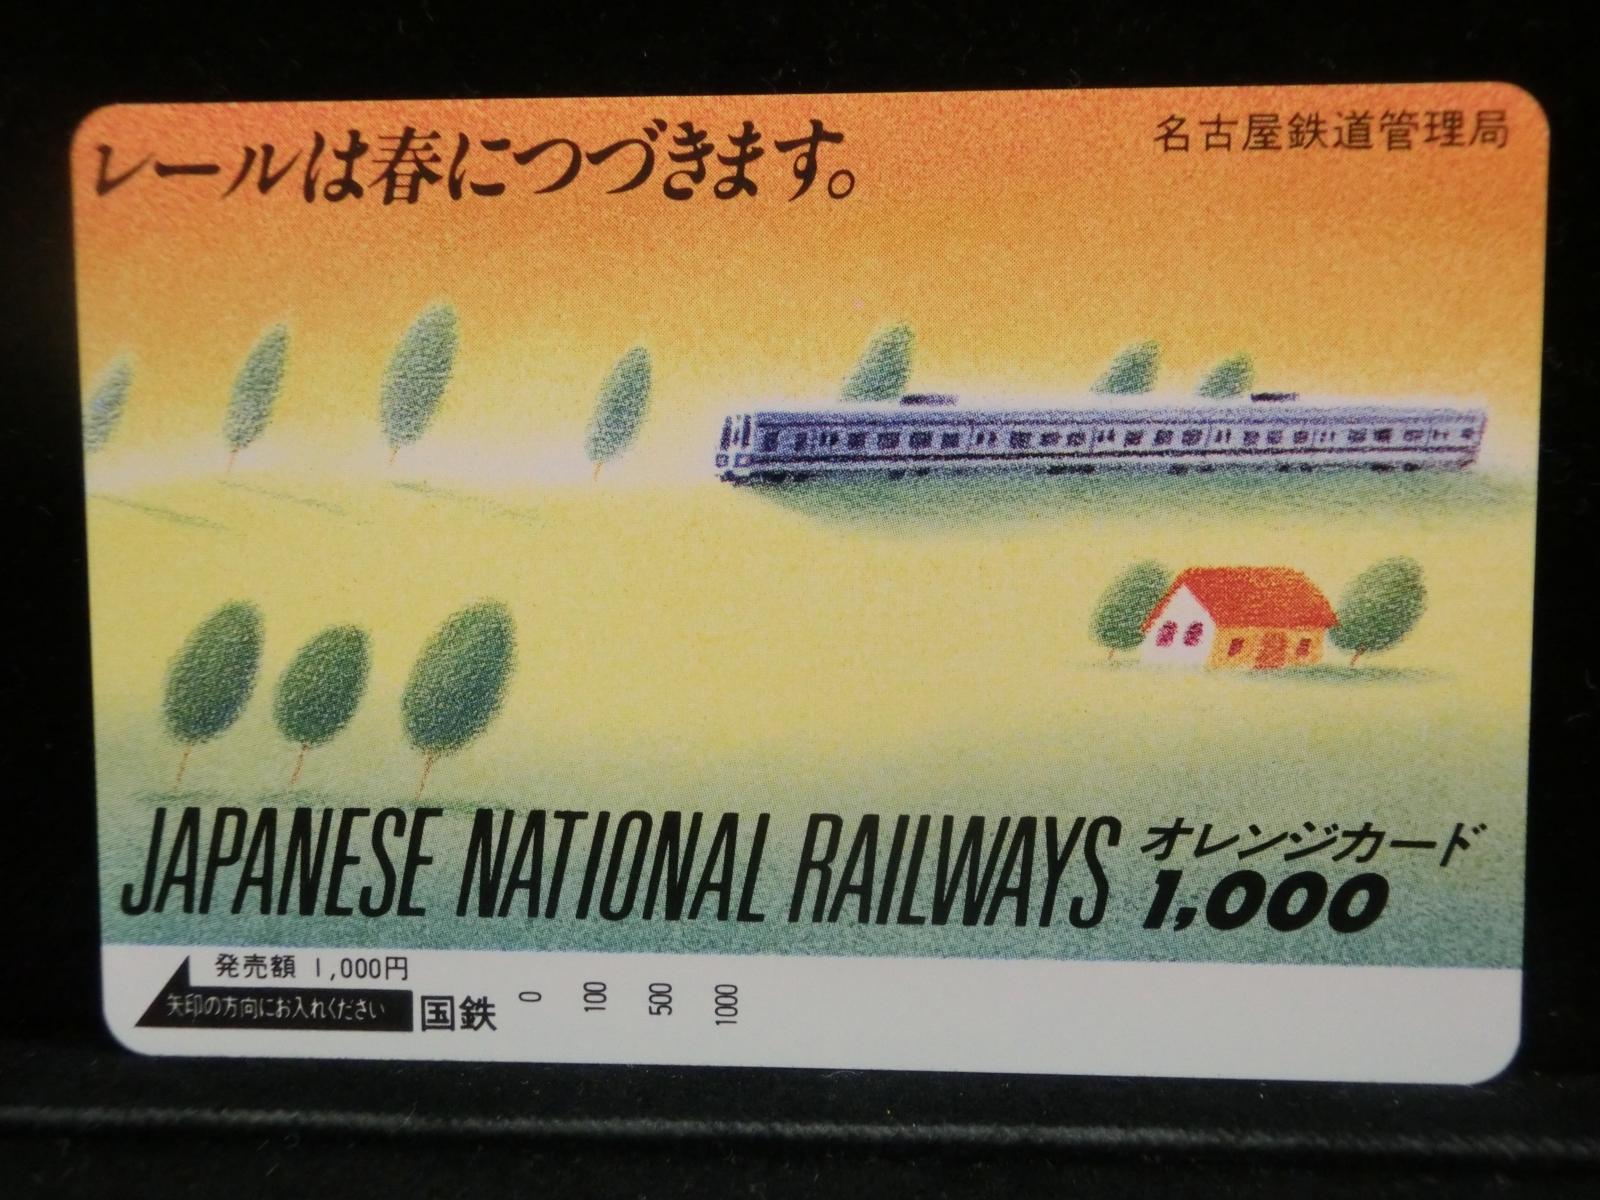 レールは春につづきます。
名古屋鉄道管理局
JAPANESE NATIONAL RAILWAYS
オレンジカード
1,000
発売額 1,000円
矢印の方向にお入れください
国鉄 0 100 500 1000